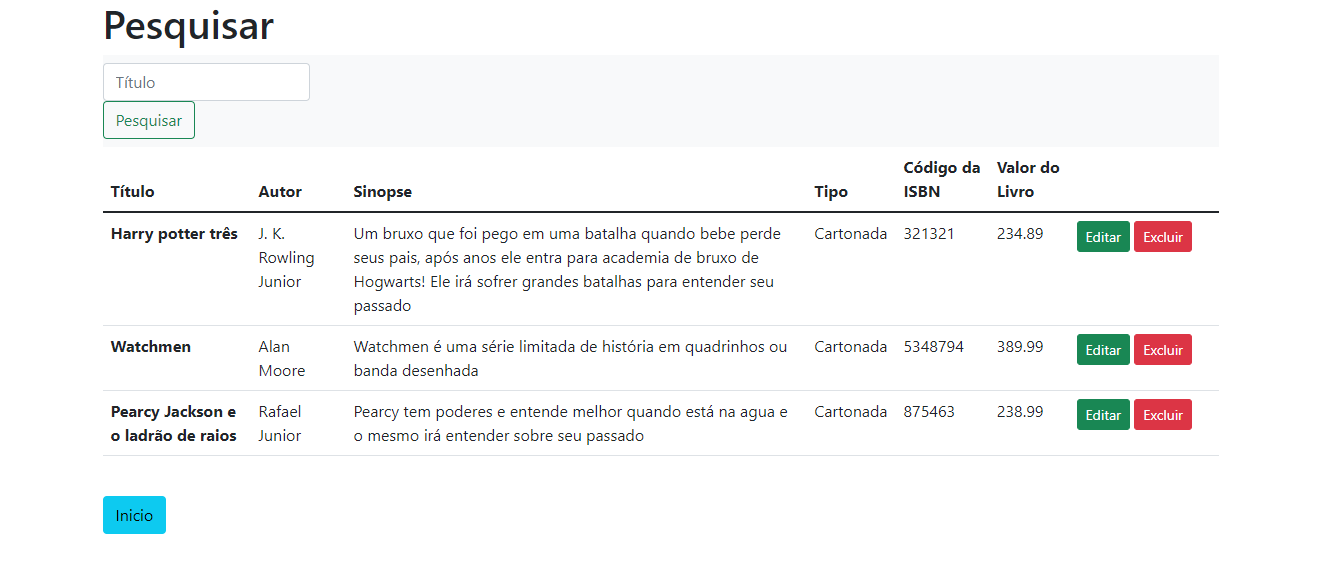 Pesquisar
Título
Pesquisar
Título Autor Sinopse Tipo Código da ISBN Valor do Livro
Harry potter três J. K. Um bruxo que foi pego em uma batalha quando bebe perde Cartonada 321321 234.89 Editar Excluir
Rowling seus pais, após anos ele entra para academia de bruxo de
Junior Hogwarts! Ele irá sofrer grandes batalhas para entender seu
passado
Watchmen Alan Watchmen é uma série limitada de história em quadrinhos ou Cartonada 5348794 389.99 Editar Excluir
Moore banda desenhada
Pearcy Jackson e Rafael Pearcy tem poderes e entende melhor quando está na agua e Cartonada 875463 238.99 Editar Excluir
o ladrão de raios Junior o mesmo irá entender sobre seu passado
Inicio